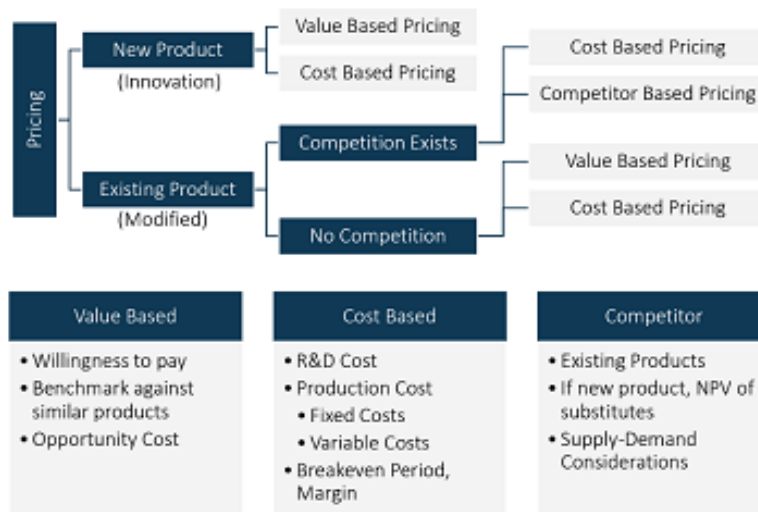 Pricing
New Product
(Innovation)
Value Based Pricing
Cost Based Pricing
Existing Product
(Modified)
Competition Exists
Cost Based Pricing
Competitor Based Pricing
No Competition
Value Based Pricing
Cost Based Pricing
Value Based
• Willingness to pay
• Benchmark against
similar products
• Opportunity Cost
Cost Based
• R&D Cost
• Production Cost
• Fixed Costs
• Variable Costs
• Breakeven Period,
Margin
Competitor
• Existing Products
• If new product, NPV of
substitutes
• Supply-Demand
Considerations